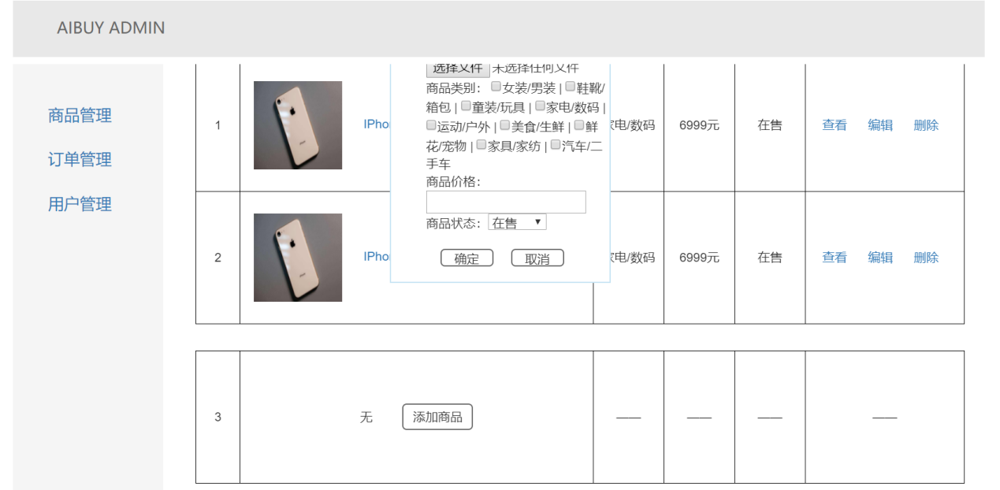 AIBUY ADMIN
商品管理
订单管理
用户管理
选择文件 未选择任何文件
商品类别： 女装/男装 | 鞋靴/
箱包 | 童装/玩具 | 家电/数码 |
运动/户外 | 美食/生鲜 | 鲜
花/宠物 | 家具/家纺 | 汽车/二
手车
商品价格：
商品状态： 在售
确定 取消
1 IPho 家电/数码 6999元 在售 查看 编辑 删除
2 IPho 家电/数码 6999元 在售 查看 编辑 删除
3 无 添加商品 —— —— —— ——